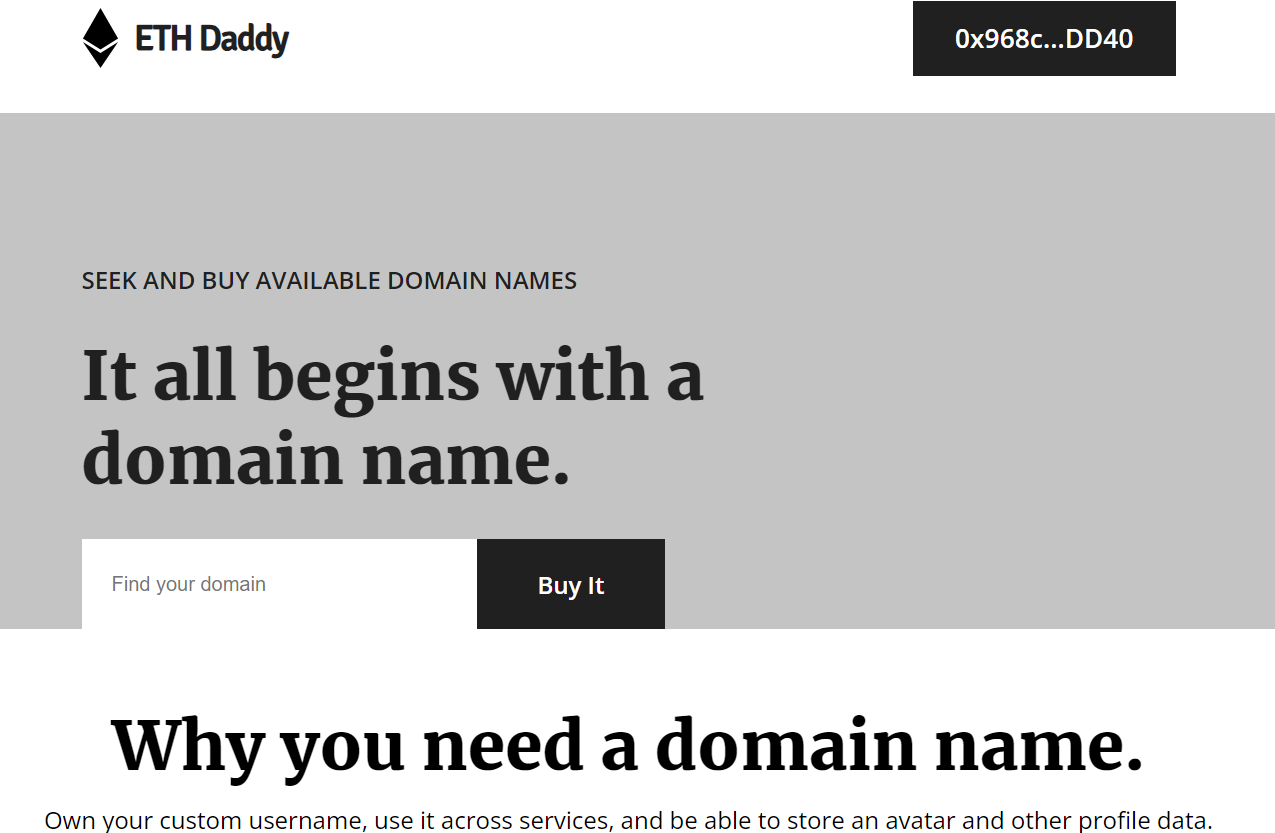 ETH Daddy
0x968c...DD40
SEEK AND BUY AVAILABLE DOMAIN NAMES
It all begins with a
domain name.
Find your domain
Buy It
Why you need a domain name.
Own your custom username, use it across services, and be able to store an avatar and other profile data.